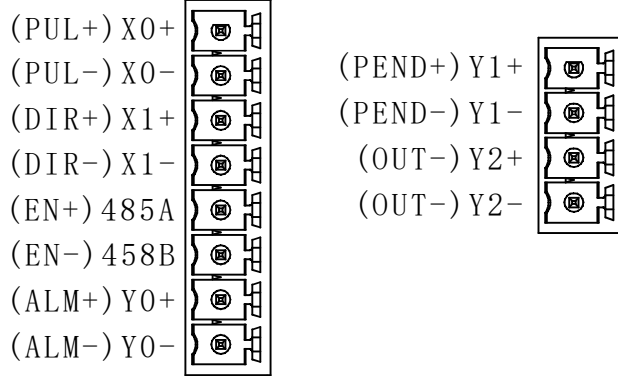 (PUL+)X0+
(PUL-)X0-
(DIR+)X1+
(DIR-)X1-
(EN+)485A
(EN-)458B
(ALM+)Y0+
(ALM-)Y0-
(PEND+)Y1+
(PEND-)Y1-
(OUT-)Y2+
(OUT-)Y2-